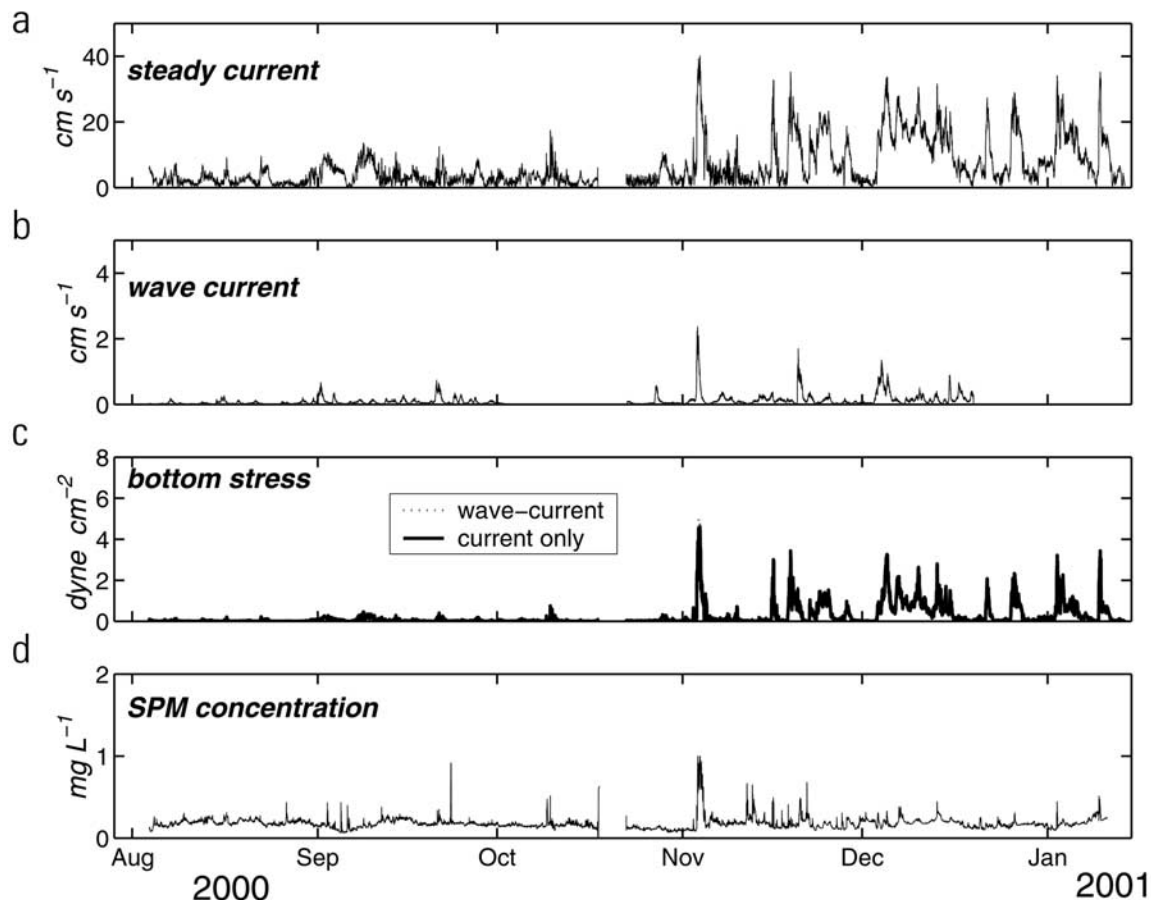 a
40
20
0
cm s⁻¹
steady current
b
4
2
0
cm s⁻¹
wave current
c
8
6
4
2
0
dyne cm⁻²
bottom stress
wave–current
current only
d
2
1
0
mg L⁻¹
SPM concentration
Aug Sep Oct Nov Dec Jan
2000 2001